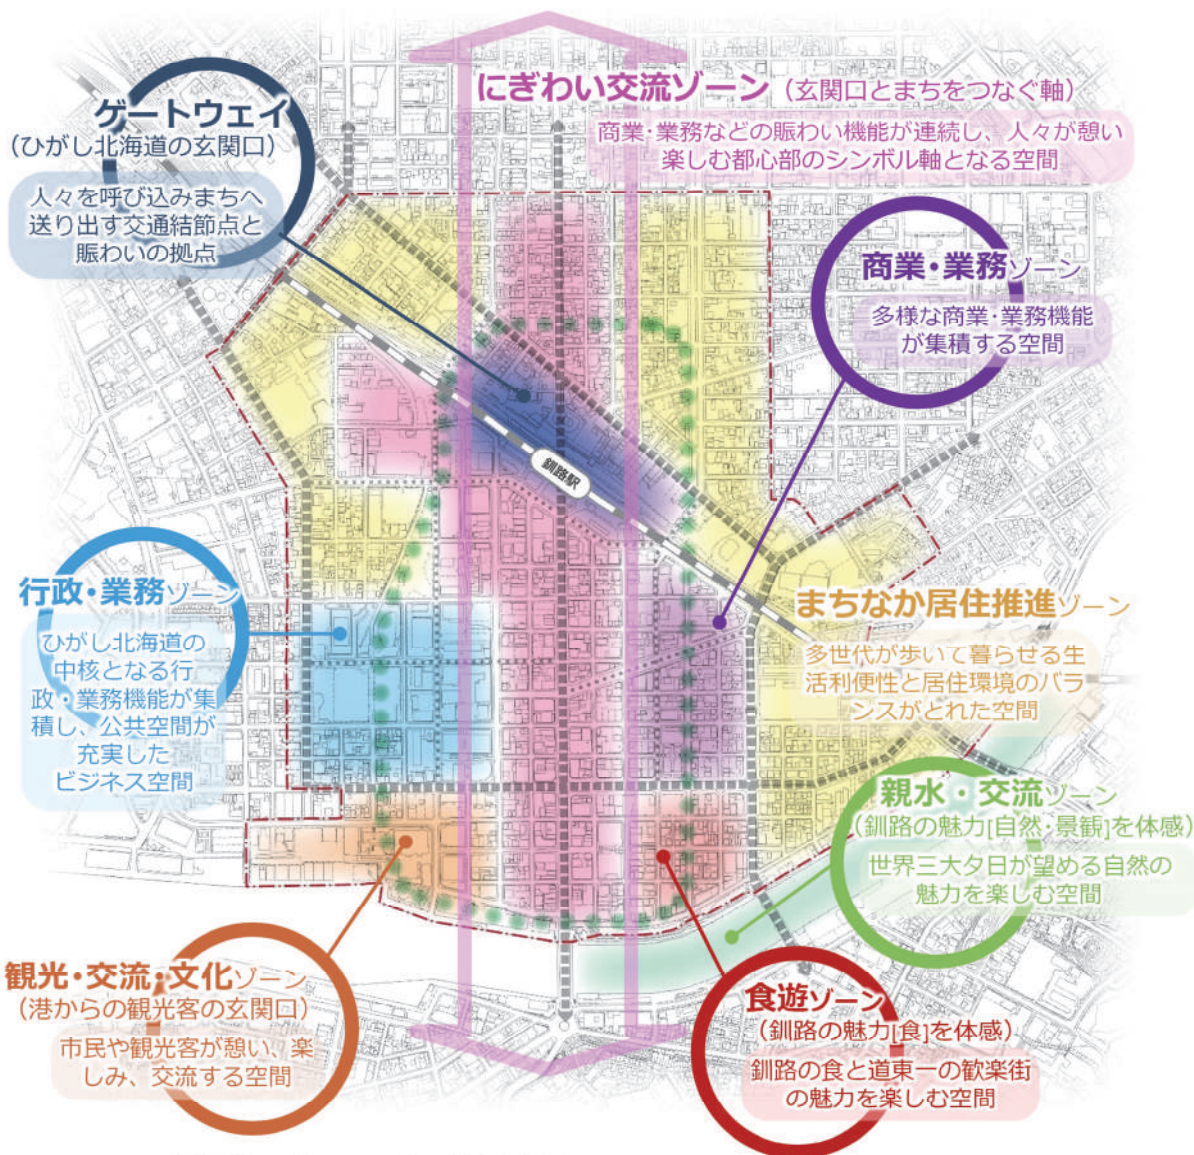 にぎわい交流ゾーン（玄関口とまちをつなぐ軸）
商業・業務などの賑わい機能が連続し、人々が憩い
楽しむ都心部のシンボル軸となる空間
ゲートウェイ
（ひがし北海道の玄関口）
人々を呼び込みまちへ
送り出す交通結節点と
賑わいの拠点
商業・業務ゾーン
多様な商業・業務機能
が集積する空間
釧路駅
行政・業務ゾーン
ひがし北海道の
中核となる行
政・業務機能が集
積し、公共空間が
充実した
ビジネス空間
まちなか居住推進ゾーン
多世代が歩いて暮らせる生
活利便性と居住環境のバラ
ンスがとれた空間
親水・交流ゾーン
（釧路の魅力[自然・景観]を体感）
世界三大夕日が望める自然の
魅力を楽しむ空間
観光・交流・文化ゾーン
（港からの観光客の玄関口）
市民や観光客が憩い、楽
しみ、交流する空間
食遊ゾーン
（釧路の魅力[食]を体感）
釧路の食と道東一の歓楽街
の魅力を楽しむ空間